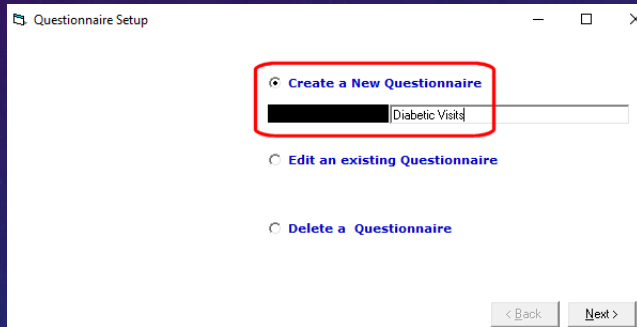 Questionnaire Setup
Create a New Questionnaire
Diabetic Visits
Edit an existing Questionnaire
Delete a Questionnaire
< Back Next >